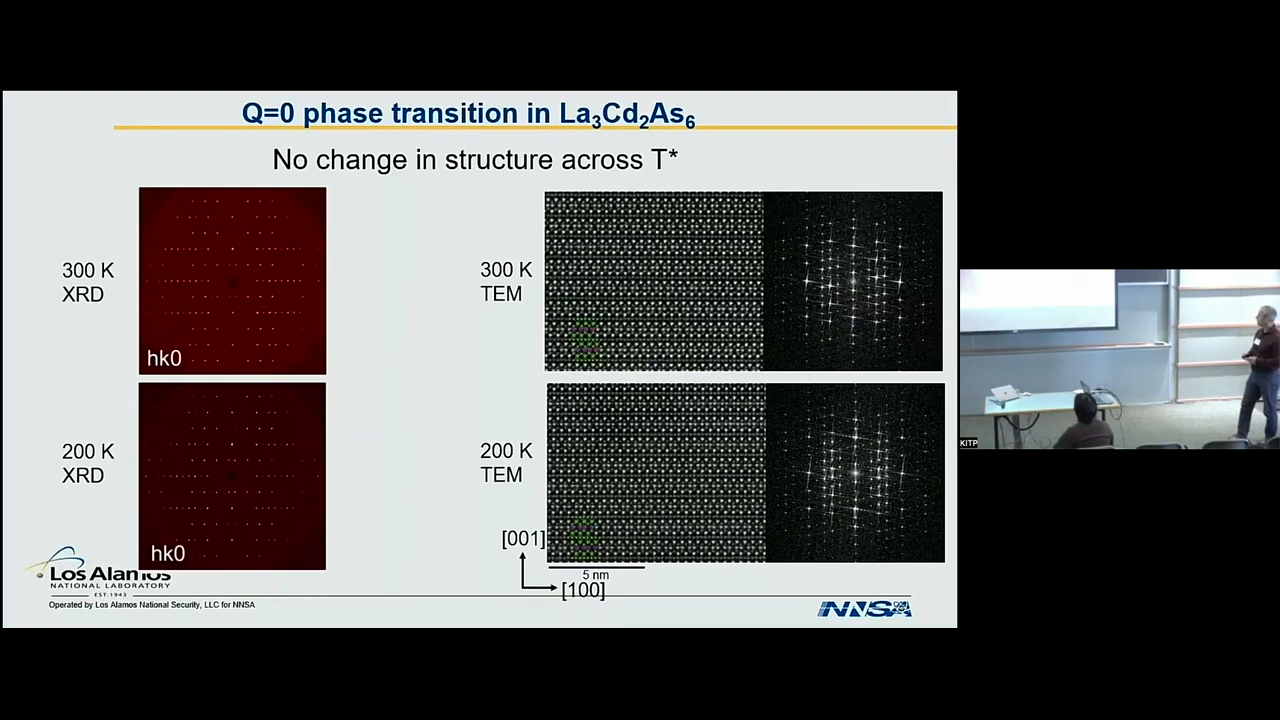 Q=0 phase transition in La₃Cd₂As₆
No change in structure across T*
300 K
XRD
hk0
300 K
TEM
200 K
XRD
hk0
200 K
TEM
[001]
5 nm
[100]
Los Alamos
NATIONAL LABORATORY
EST.1943
Operated by Los Alamos National Security, LLC for NNSA
NNSA
KITP